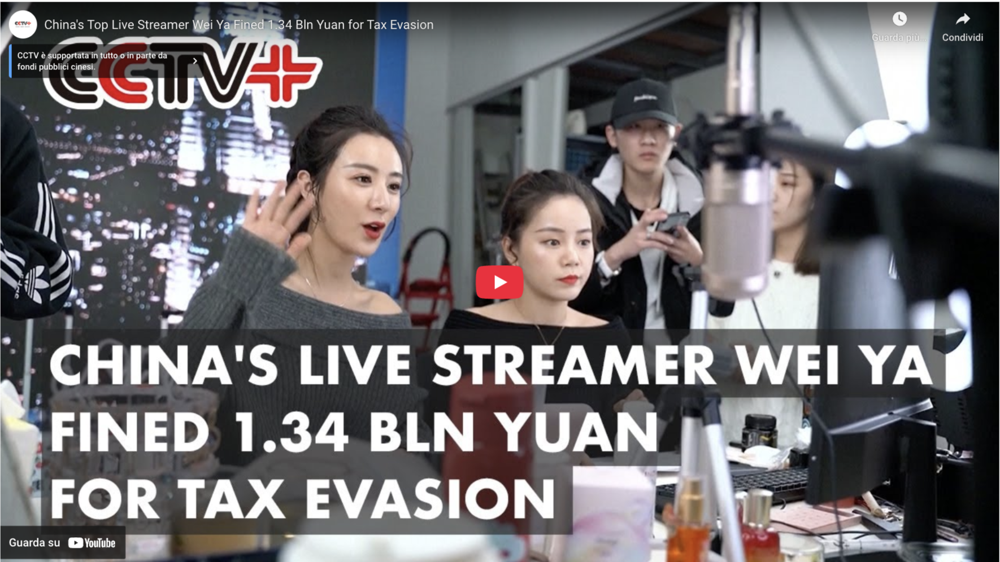 China's Top Live Streamer Wei Ya Fined 1.34 Bln Yuan for Tax Evasion
Guarda più...
Condividi
CCTV è supportata in tutto o in parte da
fondi pubblici cinesi.
CCTV+
CHINA'S LIVE STREAMER WEI YA
FINED 1.34 BLN YUAN
FOR TAX EVASION
Guarda su YouTube
adidas